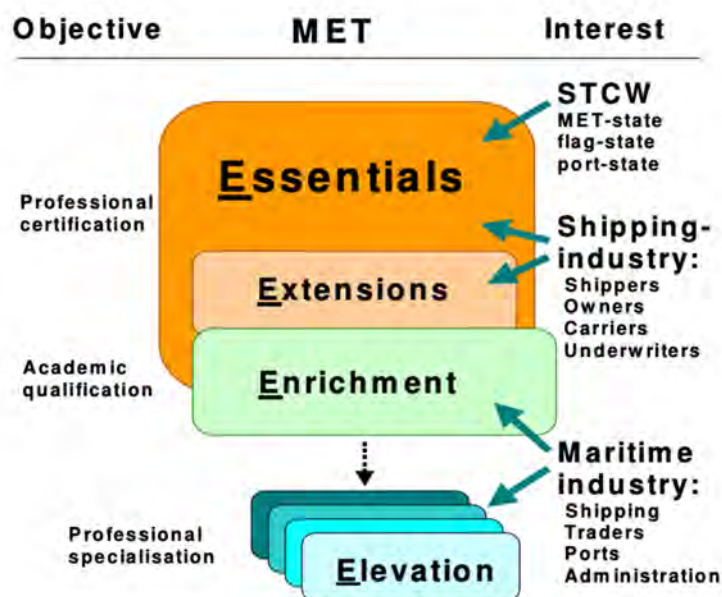 Objective MET Interest
STCW
MET-state
flag-state
port-state
Essentials
Professional
certification
Shipping-
industry:
Shippers
Owners
Carriers
Underwriters
Extensions
Academic
qualification
Enrichment
Maritime
industry:
Shipping
Traders
Ports
Administration
Professional
specialisation
Elevation